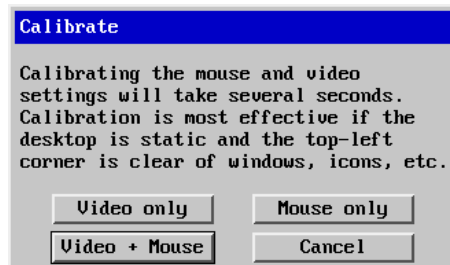 Calibrate
Calibrating the mouse and video
settings will take several seconds.
Calibration is most effective if the
desktop is static and the top-left
corner is clear of windows, icons, etc.
Video only
Mouse only
Video + Mouse
Cancel